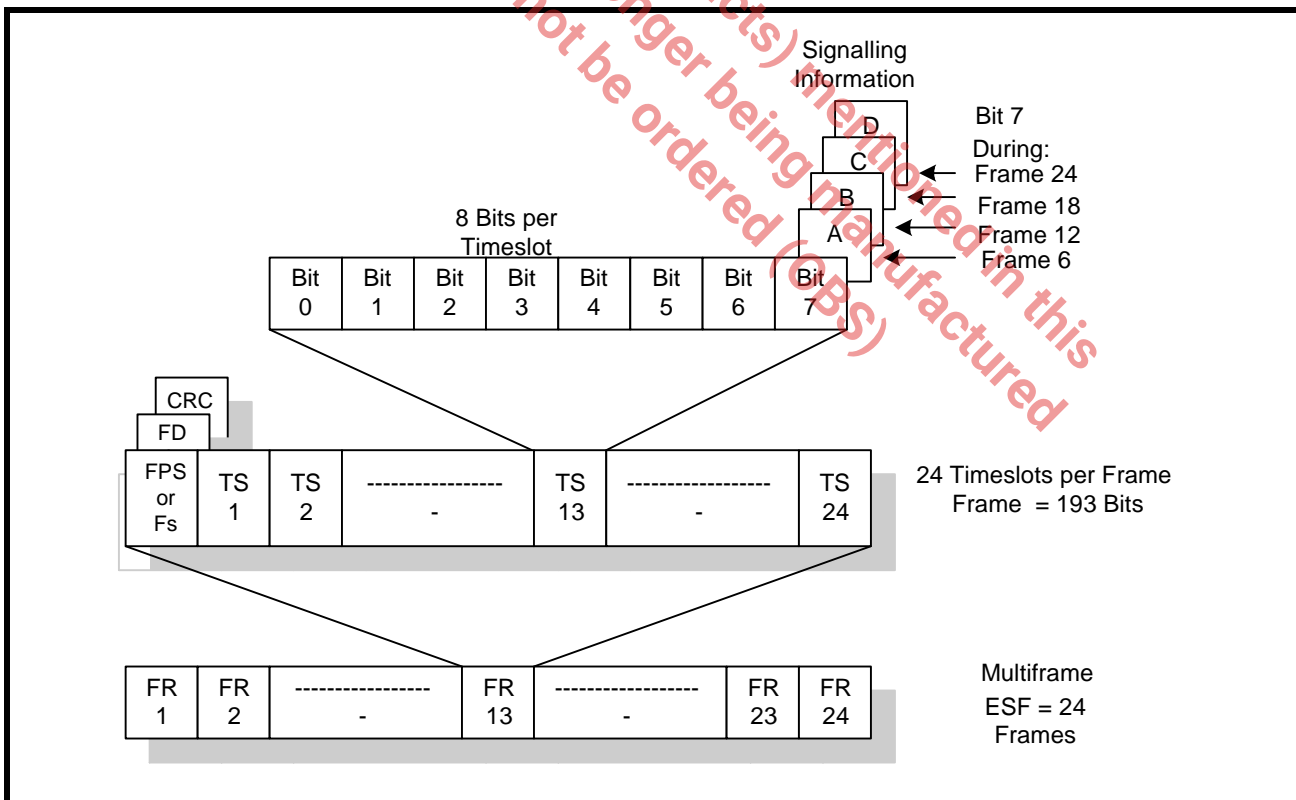 cts) mentioned in this
nger being manufactured
not be ordered (OBS)
Signalling
Information
D
C
B
A
Bit 7
During:
Frame 24
Frame 18
Frame 12
Frame 6
8 Bits per
Timeslot
Bit 0
Bit 1
Bit 2
Bit 3
Bit 4
Bit 5
Bit 6
Bit 7
CRC
FD
FPS or Fs
TS 1
TS 2
----------------- -
TS 13
----------------- -
TS 24
24 Timeslots per Frame
Frame = 193 Bits
FR 1
FR 2
----------------- -
FR 13
----------------- -
FR 23
FR 24
Multiframe
ESF = 24
Frames